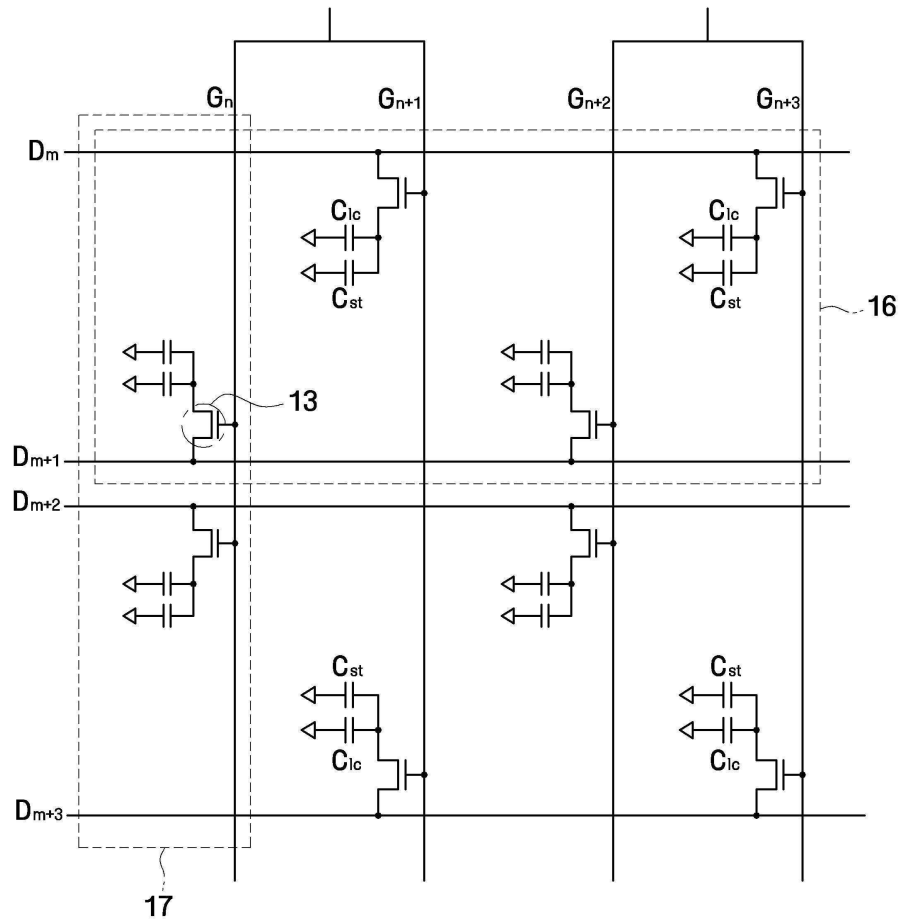 Gn Gn+1 Gn+2 Gn+3
Dm
Clc Clc
Cst Cst
16
13
Dm+1
Dm+2
Cst Cst
Clc Clc
Dm+3
17